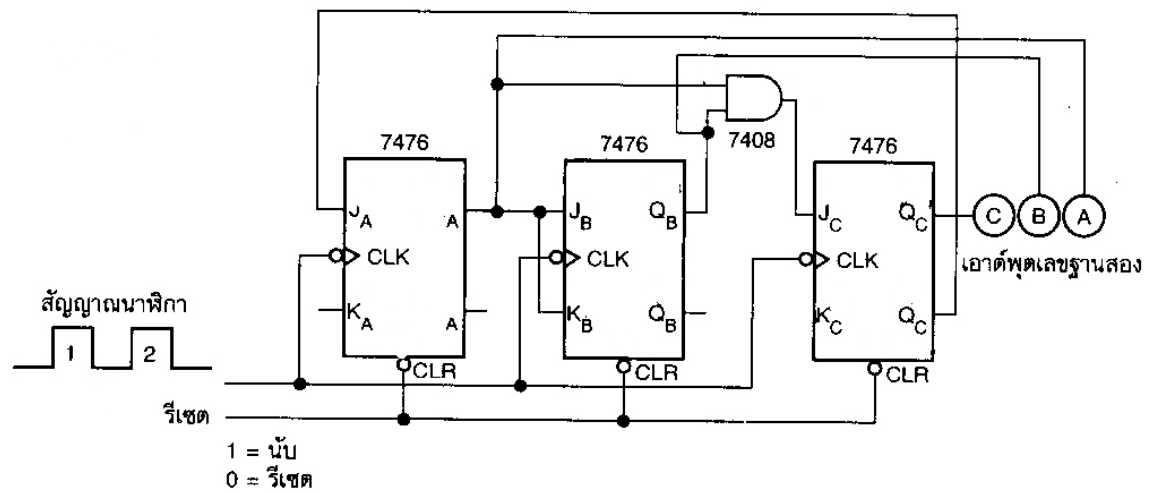 7476
7476
7408
7476
J_A
A
J_B
Q_B
J_C
Q_C
C
B
A
CLK
CLK
CLK
เอาต์พุตเลขฐานสอง
สัญญาณนาฬิกา
1
2
K_A
A
K_B
Q_B
K_C
Q_C
CLR
CLR
CLR
รีเซต
1 = นับ
0 = รีเซต